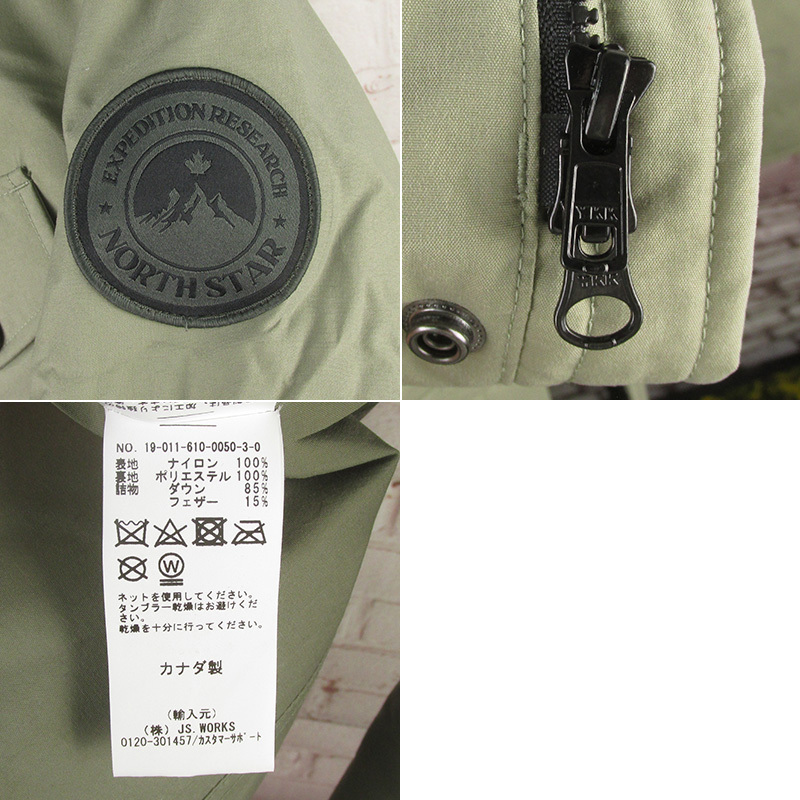 EXPEDITION RESEARCH
NORTH STAR
YKK
YKK
NO. 19-011-610-0050-3-0
表地 ナイロン 100%
裏地 ポリエステル 100%
詰物 ダウン 85%
フェザー 15%
W
ネットを使用してください。
タンブラー乾燥はお避けくだ
さい。
乾燥を十分に行ってください。
カナダ製
(輸入元)
(株) JS.WORKS
0120-301457/カスタマーサポート